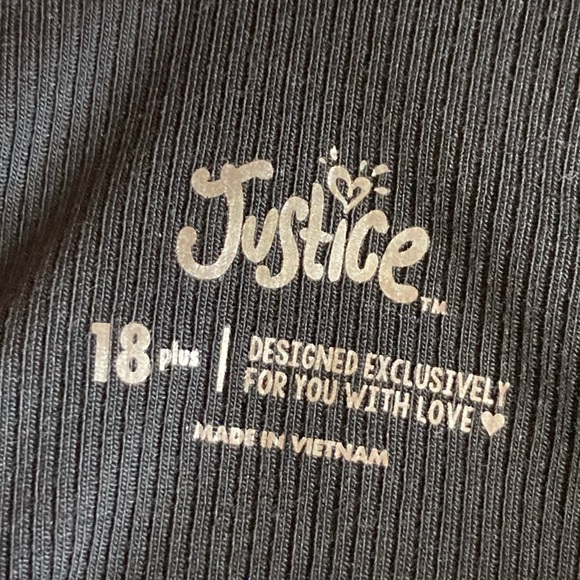 Justice™
18 plus | DESIGNED EXCLUSIVELY
FOR YOU WITH LOVE ♥
MADE IN VIETNAM